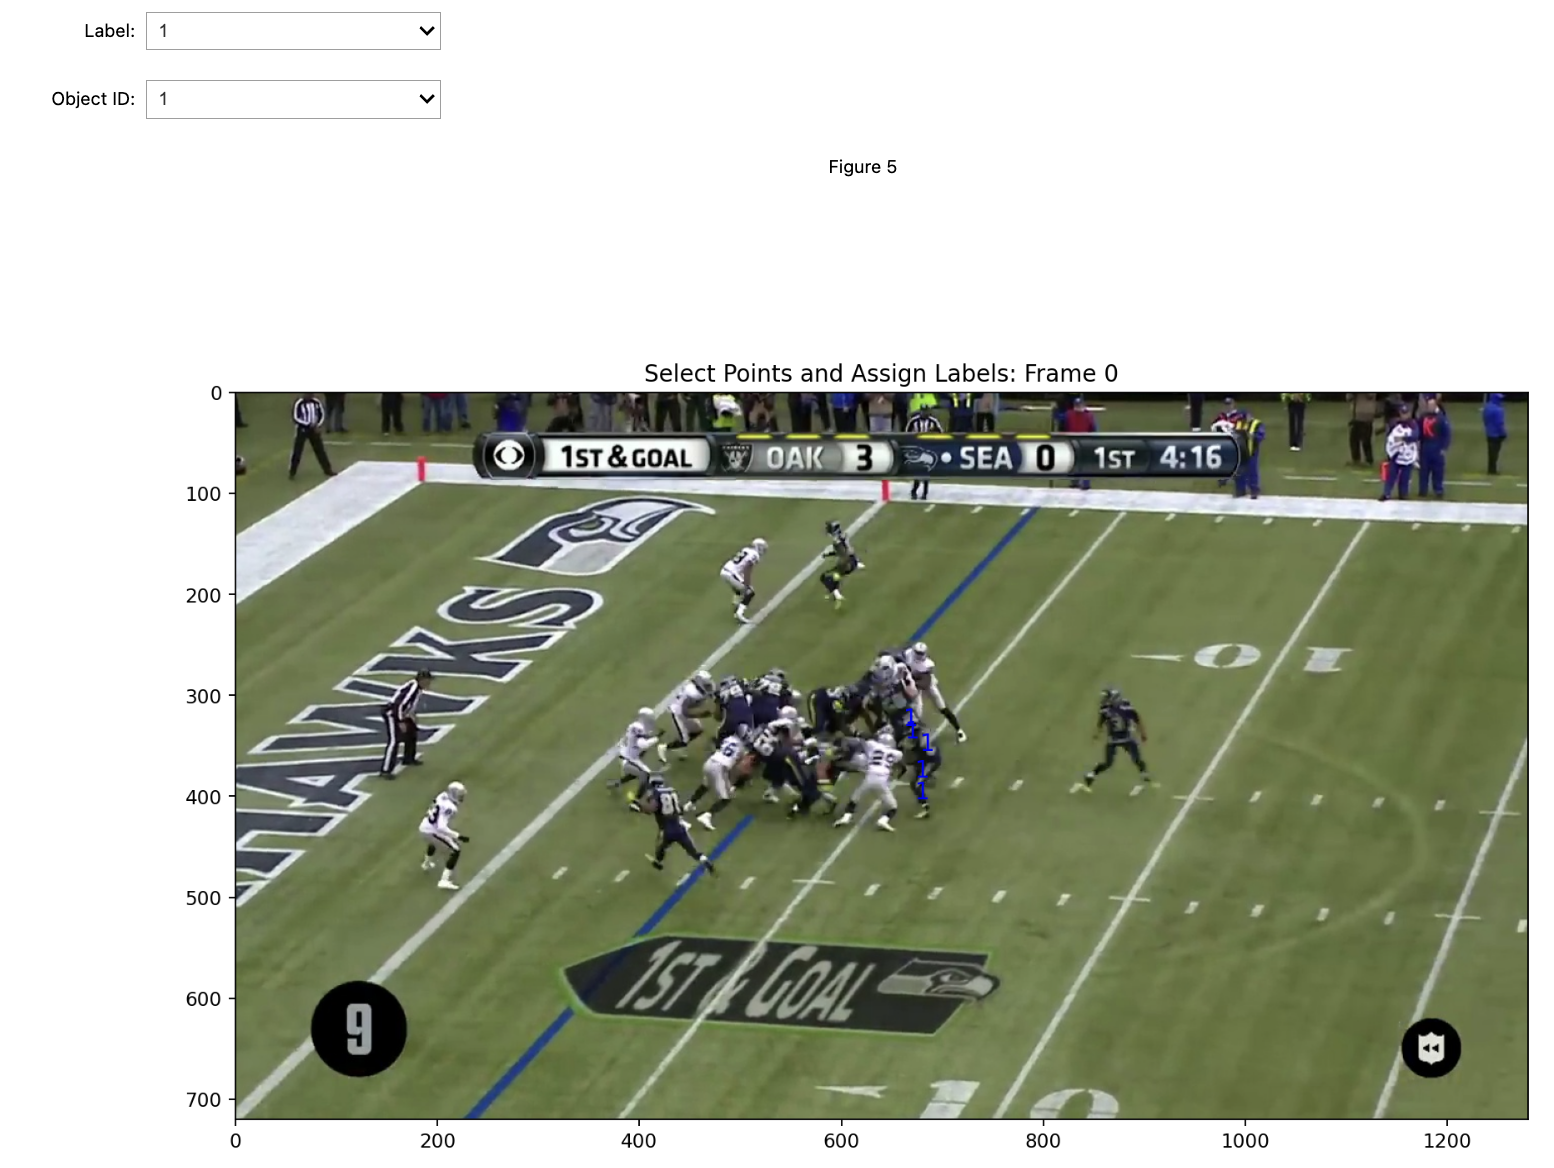 Label: 1
Object ID: 1
Figure 5
Select Points and Assign Labels: Frame 0
1ST & GOAL OAK 3 SEA 0 1ST 4:16
HAWKS
10
81
1
1
1
1
1
1ST & GOAL
9
10
0
100
200
300
400
500
600
700
0 200 400 600 800 1000 1200